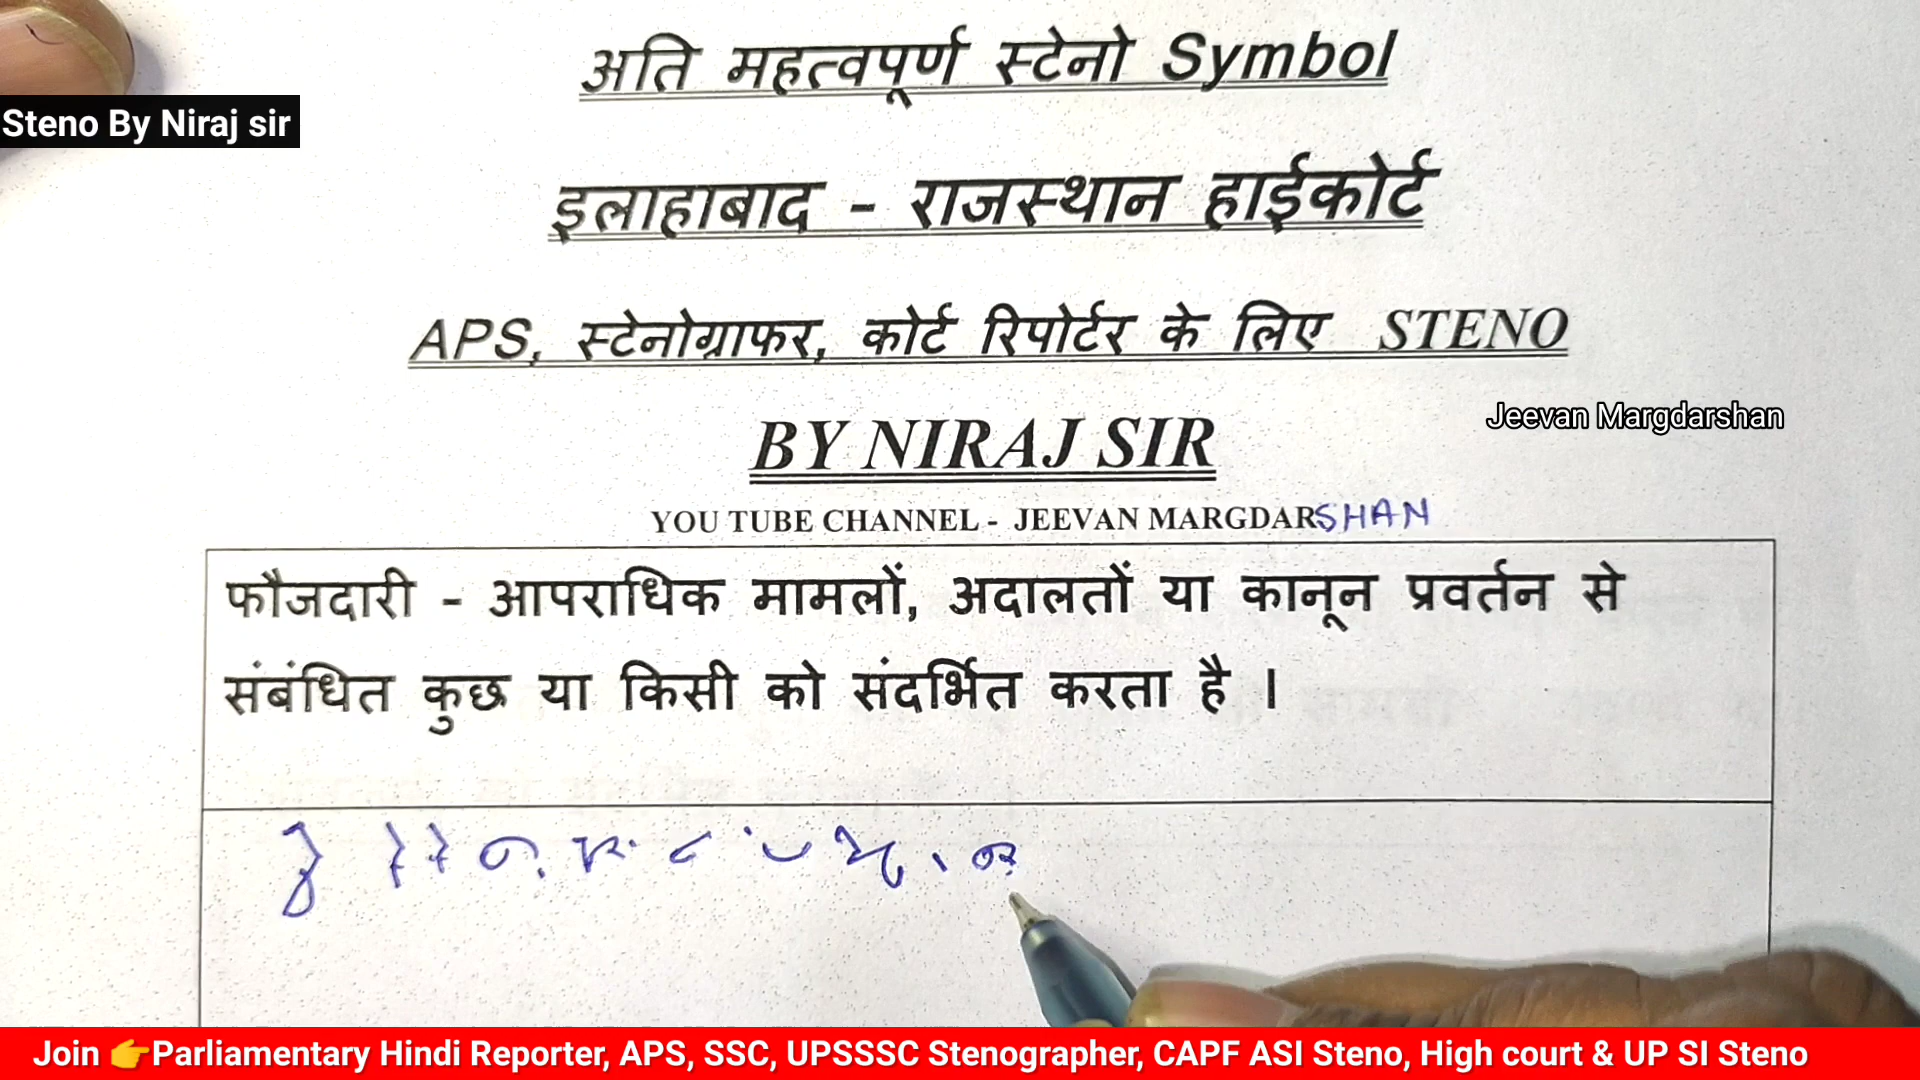 अति महत्वपूर्ण स्टेनो Symbol
Steno By Niraj sir
इलाहाबाद - राजस्थान हाईकोर्ट
APS, स्टेनोग्राफर, कोर्ट रिपोर्टर के लिए STENO
Jeevan Margdarshan
BY NIRAJ SIR
YOU TUBE CHANNEL - JEEVAN MARGDARSHAN
फौजदारी - आपराधिक मामलों, अदालतों या कानून प्रवर्तन से
संबंधित कुछ या किसी को संदर्भित करता है ।
Join 👉Parliamentary Hindi Reporter, APS, SSC, UPSSSC Stenographer, CAPF ASI Steno, High court & UP SI Steno